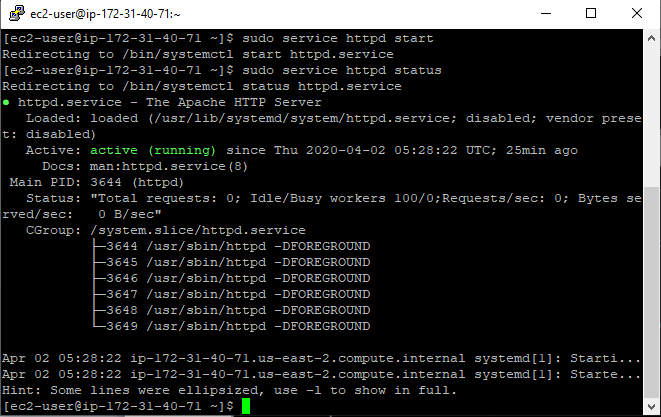 ec2-user@ip-172-31-40-71:~
[ec2-user@ip-172-31-40-71 ~]$ sudo service httpd start
Redirecting to /bin/systemctl start httpd.service
[ec2-user@ip-172-31-40-71 ~]$ sudo service httpd status
Redirecting to /bin/systemctl status httpd.service
● httpd.service - The Apache HTTP Server
   Loaded: loaded (/usr/lib/systemd/system/httpd.service; disabled; vendor prese
t: disabled)
   Active: active (running) since Thu 2020-04-02 05:28:22 UTC; 25min ago
     Docs: man:httpd.service(8)
 Main PID: 3644 (httpd)
   Status: "Total requests: 0; Idle/Busy workers 100/0;Requests/sec: 0; Bytes se
rved/sec:   0 B/sec"
   CGroup: /system.slice/httpd.service
           ├─3644 /usr/sbin/httpd -DFOREGROUND
           ├─3645 /usr/sbin/httpd -DFOREGROUND
           ├─3646 /usr/sbin/httpd -DFOREGROUND
           ├─3647 /usr/sbin/httpd -DFOREGROUND
           ├─3648 /usr/sbin/httpd -DFOREGROUND
           └─3649 /usr/sbin/httpd -DFOREGROUND

Apr 02 05:28:22 ip-172-31-40-71.us-east-2.compute.internal systemd[1]: Starti...
Apr 02 05:28:22 ip-172-31-40-71.us-east-2.compute.internal systemd[1]: Starte...
Hint: Some lines were ellipsized, use -l to show in full.
[ec2-user@ip-172-31-40-71 ~]$